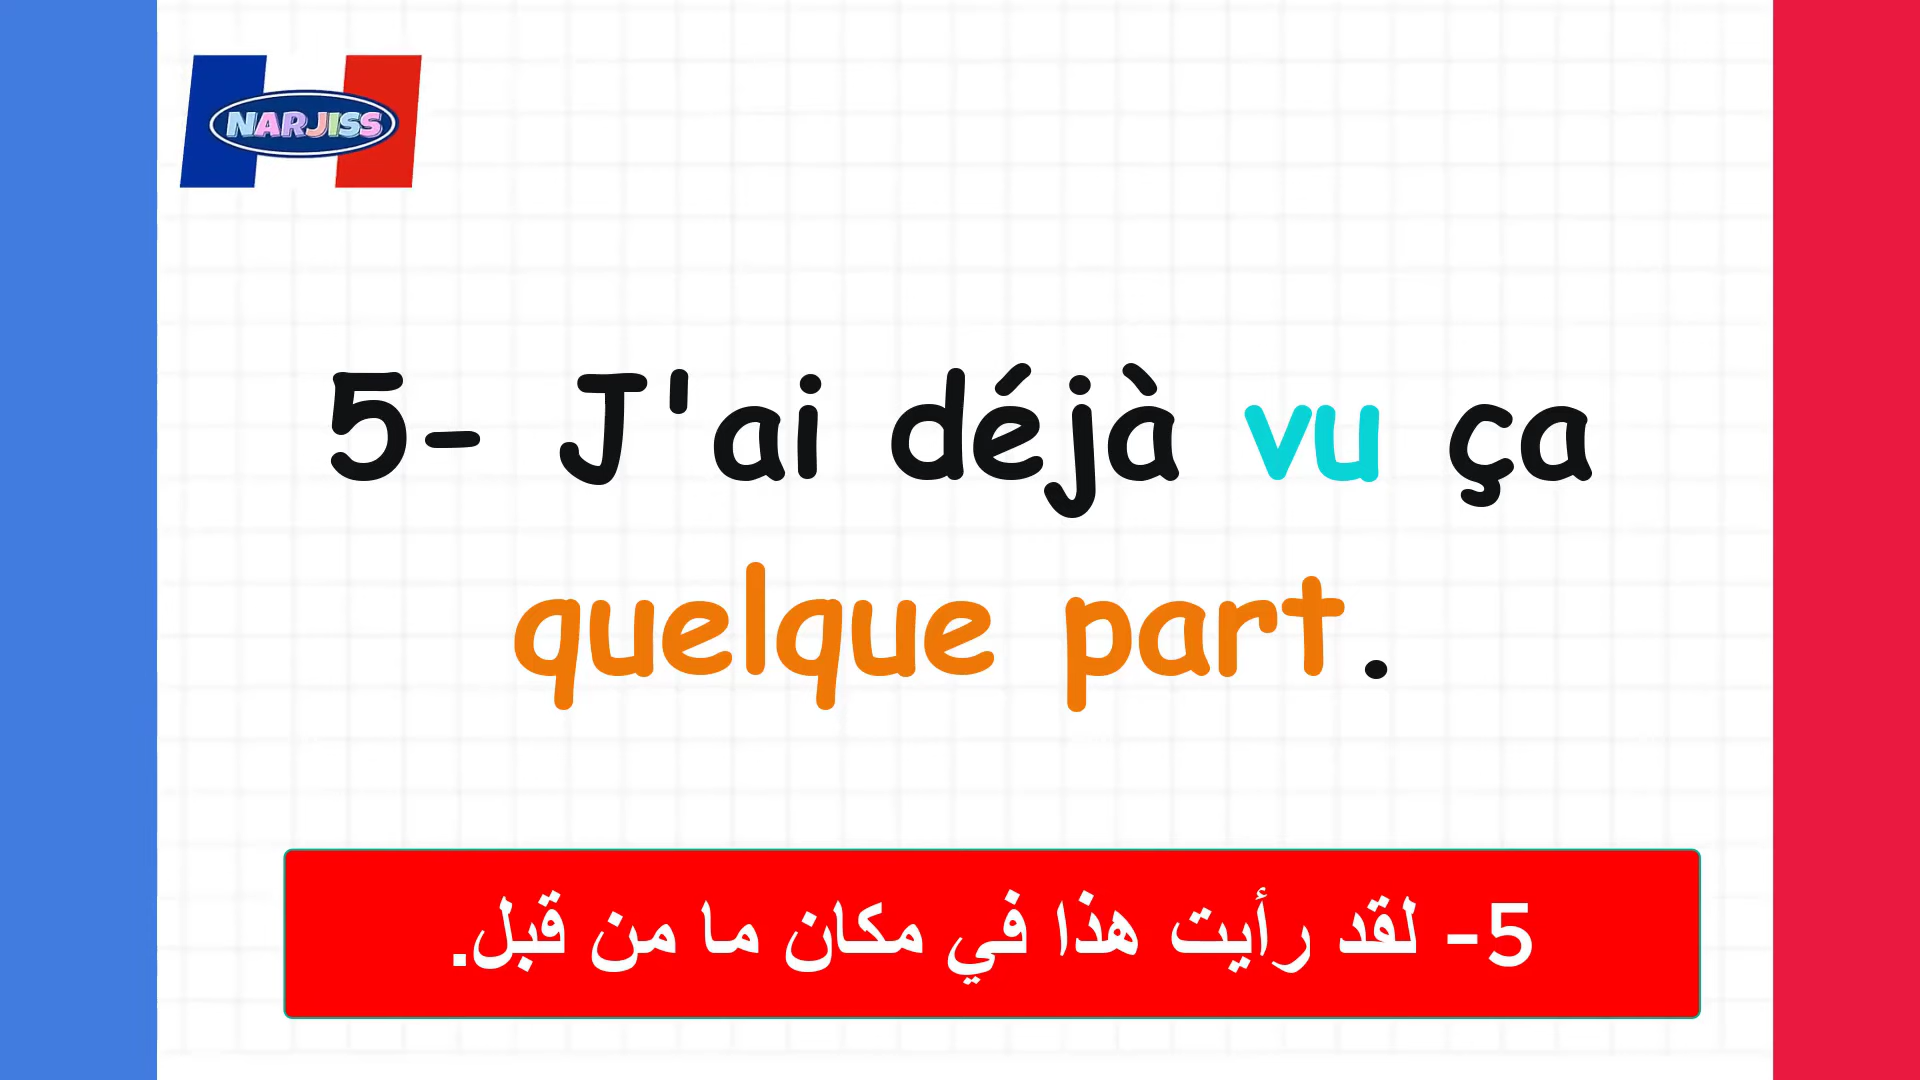 NARJISS
5- J'ai déjà vu ça
quelque part.
5- لقد رأيت هذا في مكان ما من قبل.